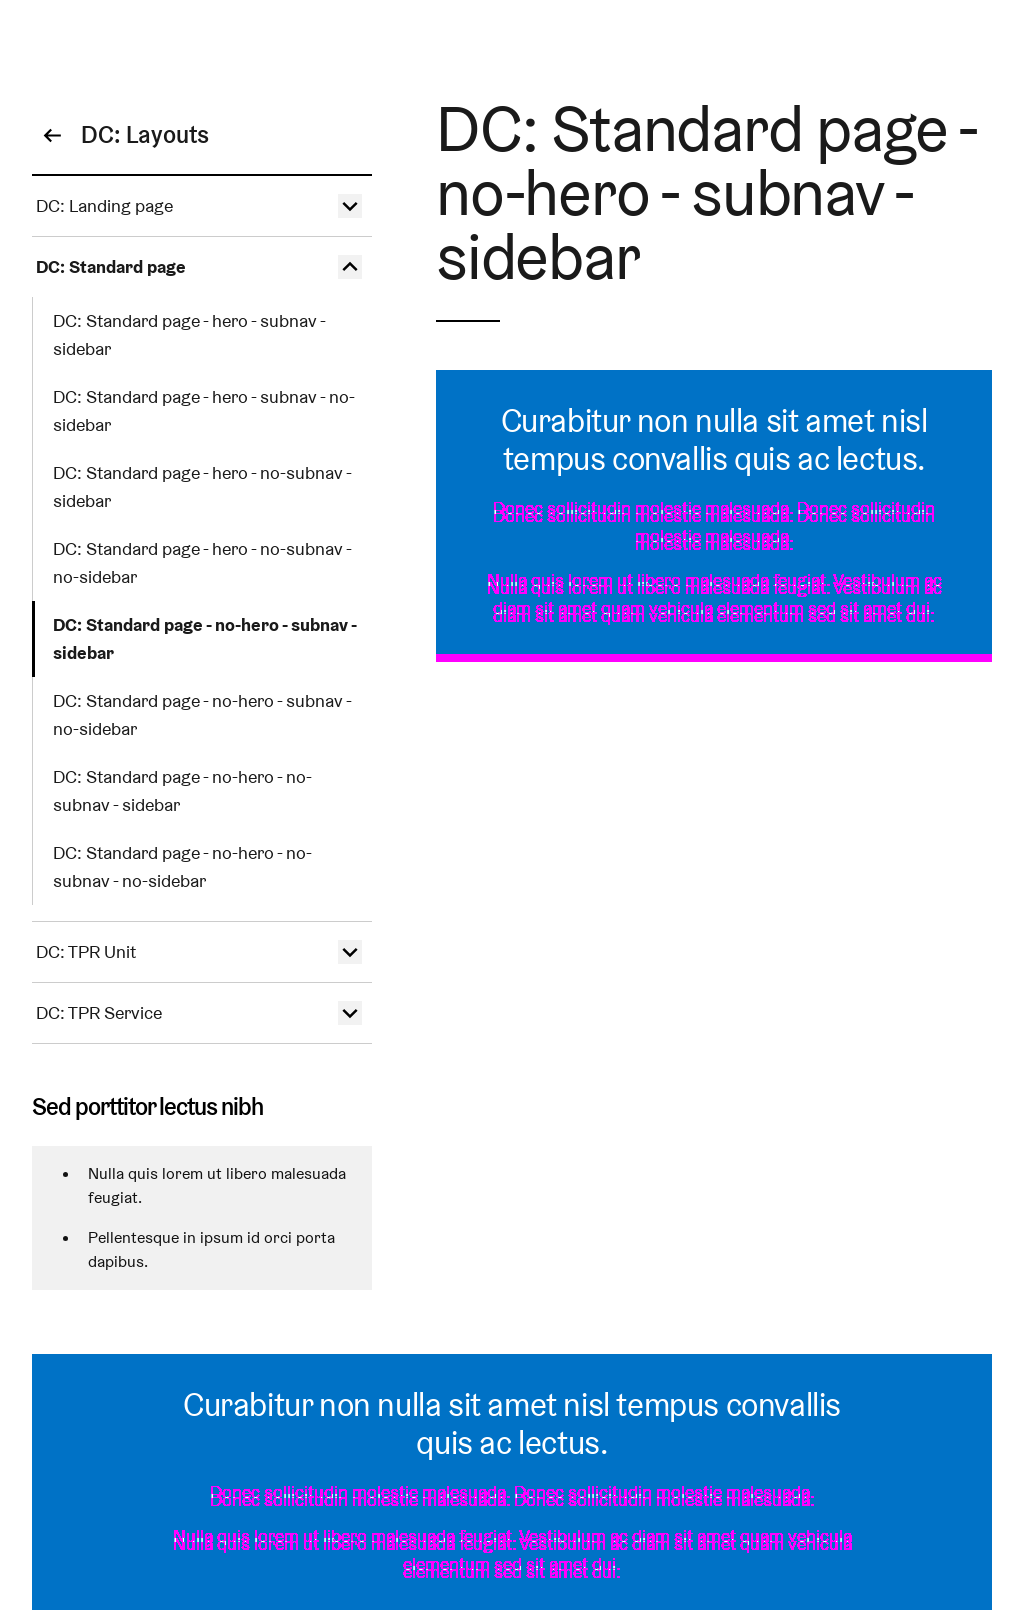 DC: Layouts
DC: Landing page
DC: Standard page
DC: Standard page - hero - subnav -
sidebar
DC: Standard page - hero - subnav - no-
sidebar
DC: Standard page - hero - no-subnav -
sidebar
DC: Standard page - hero - no-subnav -
no-sidebar
DC: Standard page - no-hero - subnav -
sidebar
DC: Standard page - no-hero - subnav -
no-sidebar
DC: Standard page - no-hero - no-
subnav - sidebar
DC: Standard page - no-hero - no-
subnav - no-sidebar
DC: TPR Unit
DC: TPR Service
Sed porttitor lectus nibh
Nulla quis lorem ut libero malesuada
feugiat.
Pellentesque in ipsum id orci porta
dapibus.
DC: Standard page -
no-hero - subnav -
sidebar
Curabitur non nulla sit amet nisl
tempus convallis quis ac lectus.
Donec sollicitudin molestie malesuada. Donec sollicitudin
molestie malesuada.
Nulla quis lorem ut libero malesuada feugiat. Vestibulum ac
diam sit amet quam vehicula elementum sed sit amet dui.
Curabitur non nulla sit amet nisl tempus convallis
quis ac lectus.
Donec sollicitudin molestie malesuada. Donec sollicitudin molestie malesuada.
Nulla quis lorem ut libero malesuada feugiat. Vestibulum ac diam sit amet quam vehicula
elementum sed sit amet dui.